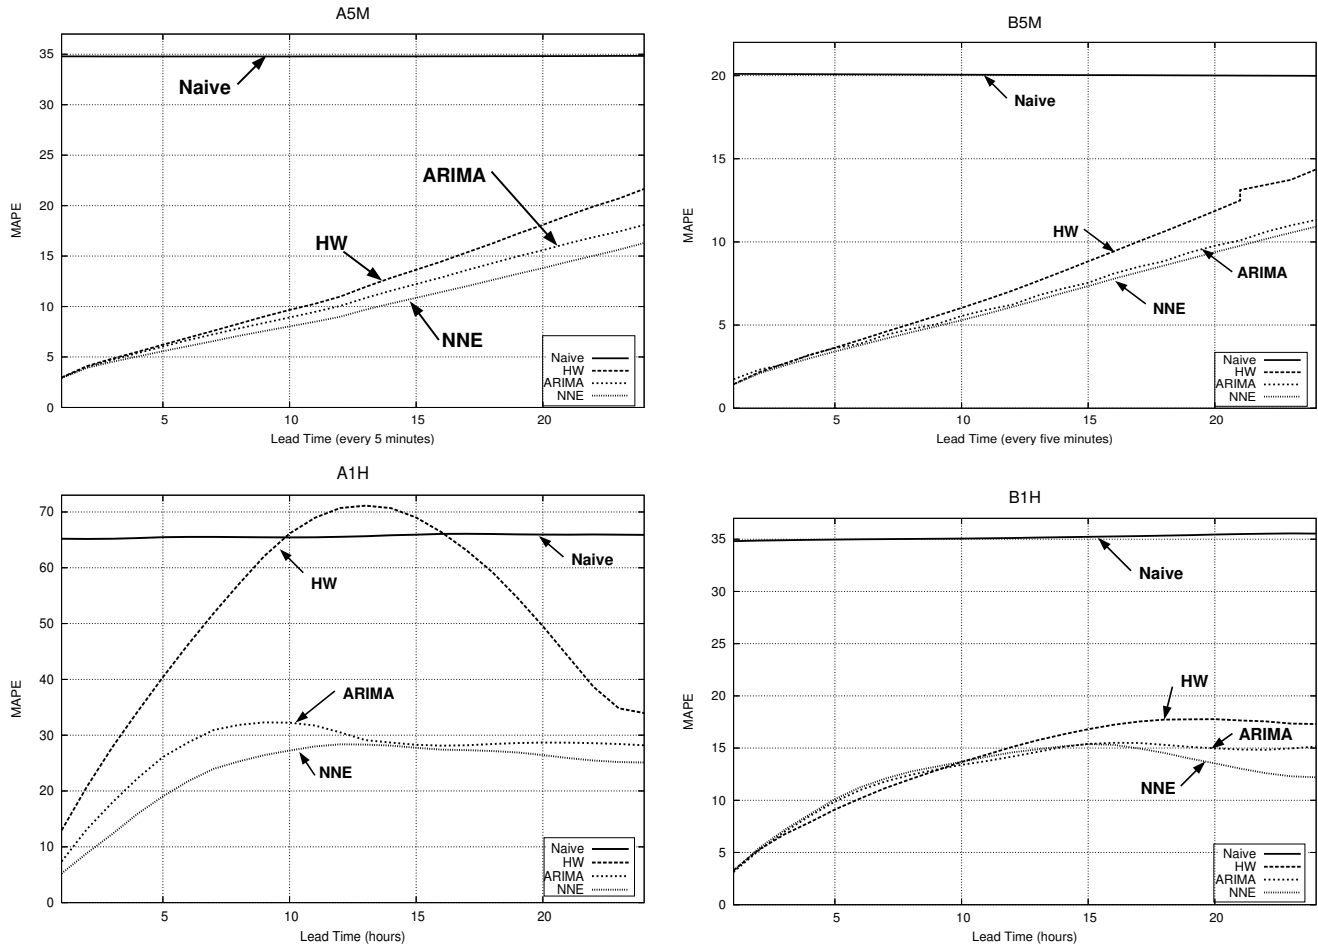 A5M
MAPE
35
30
25
20
15
10
5
0
Naive
ARIMA
HW
NNE
Naive
HW
ARIMA
NNE
5
10
15
20
Lead Time (every 5 minutes)
B5M
MAPE
20
15
10
5
0
Naive
HW
ARIMA
NNE
Naive
HW
ARIMA
NNE
5
10
15
20
Lead Time (every five minutes)
A1H
MAPE
70
60
50
40
30
20
10
0
Naive
HW
ARIMA
NNE
Naive
HW
ARIMA
NNE
5
10
15
20
Lead Time (hours)
B1H
MAPE
35
30
25
20
15
10
5
0
Naive
HW
ARIMA
NNE
Naive
HW
ARIMA
NNE
5
10
15
20
Lead Time (hours)